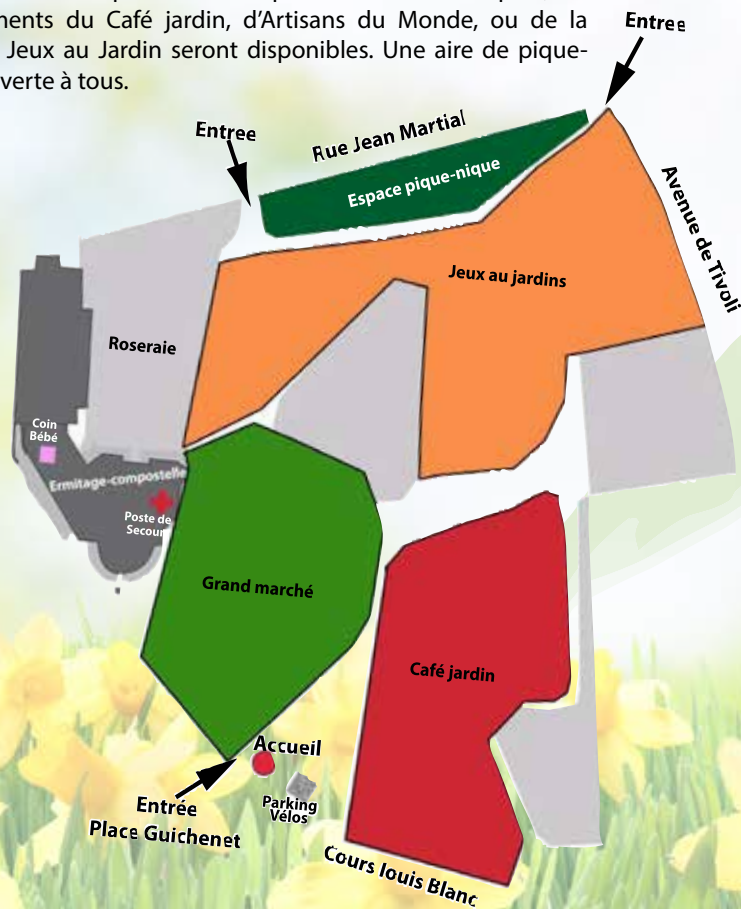 ments du Café jardin, d’Artisans du Monde, ou de la
Jeux au Jardin seront disponibles. Une aire de pique-
verte à tous.
Entree
Entree
Rue Jean Martial
Espace pique-nique
Avenue de Tivoli
Jeux au jardins
Roseraie
Coin
Bébé
Ermitage-compostelle
Poste de
Secour
Grand marché
Café jardin
Accueil
Entrée
Place Guichenet
Parking
Vélos
Cours louis Blanc